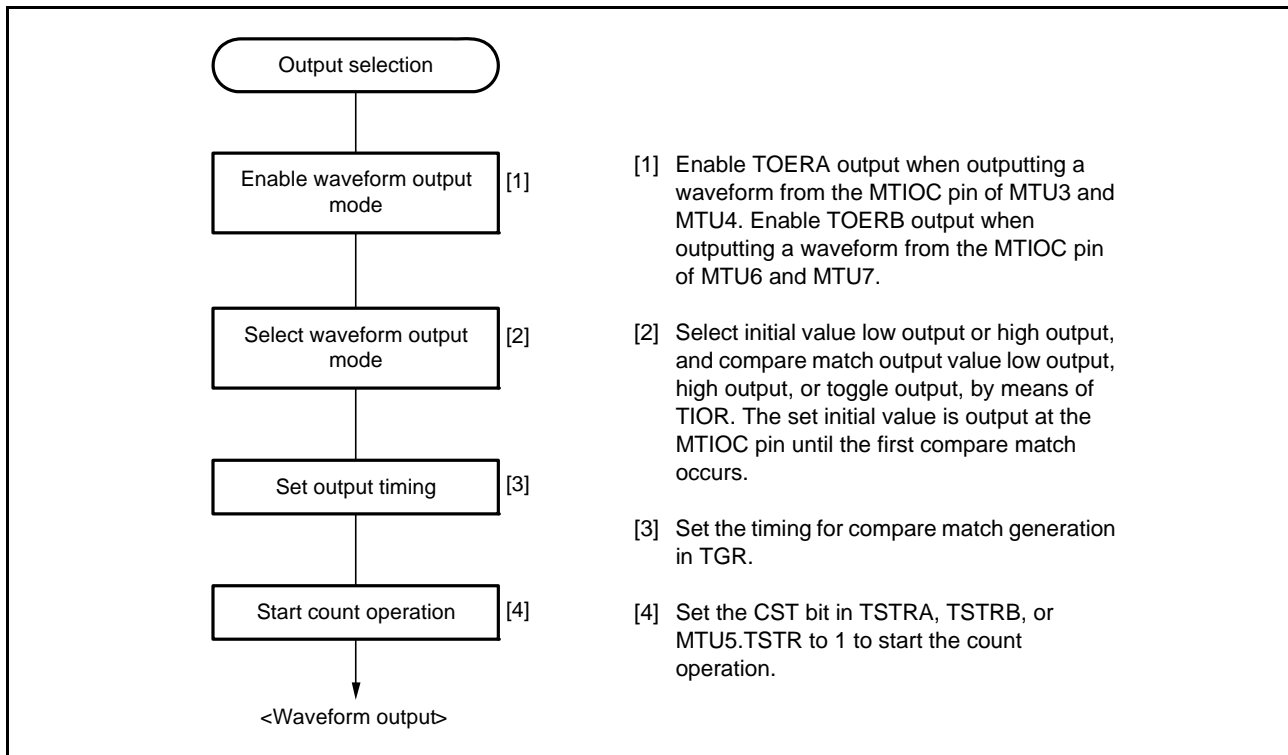 Output selection
Enable waveform output
mode
[1]
Select waveform output
mode
[2]
Set output timing
[3]
Start count operation
[4]
<Waveform output>
[1] Enable TOERA output when outputting a
waveform from the MTIOC pin of MTU3 and
MTU4. Enable TOERB output when
outputting a waveform from the MTIOC pin
of MTU6 and MTU7.
[2] Select initial value low output or high output,
and compare match output value low output,
high output, or toggle output, by means of
TIOR. The set initial value is output at the
MTIOC pin until the first compare match
occurs.
[3] Set the timing for compare match generation
in TGR.
[4] Set the CST bit in TSTRA, TSTRB, or
MTU5.TSTR to 1 to start the count
operation.